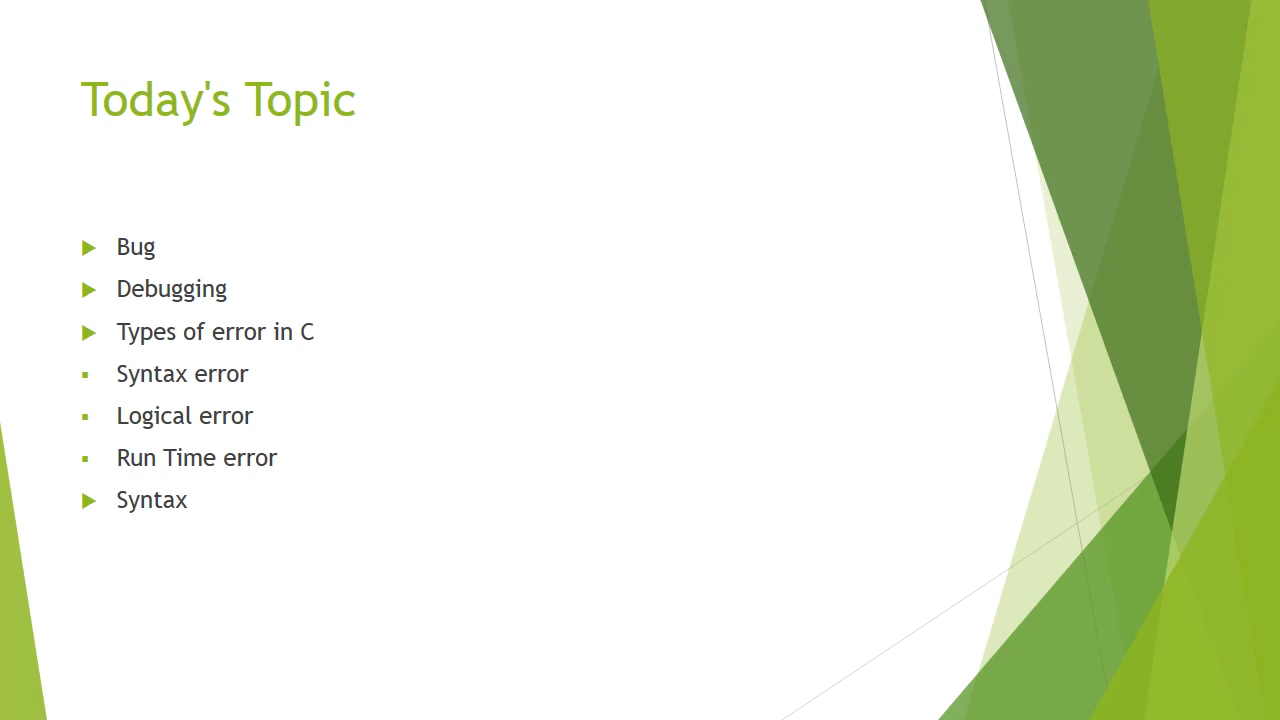 Today's Topic
Bug
Debugging
Types of error in C
Syntax error
Logical error
Run Time error
Syntax